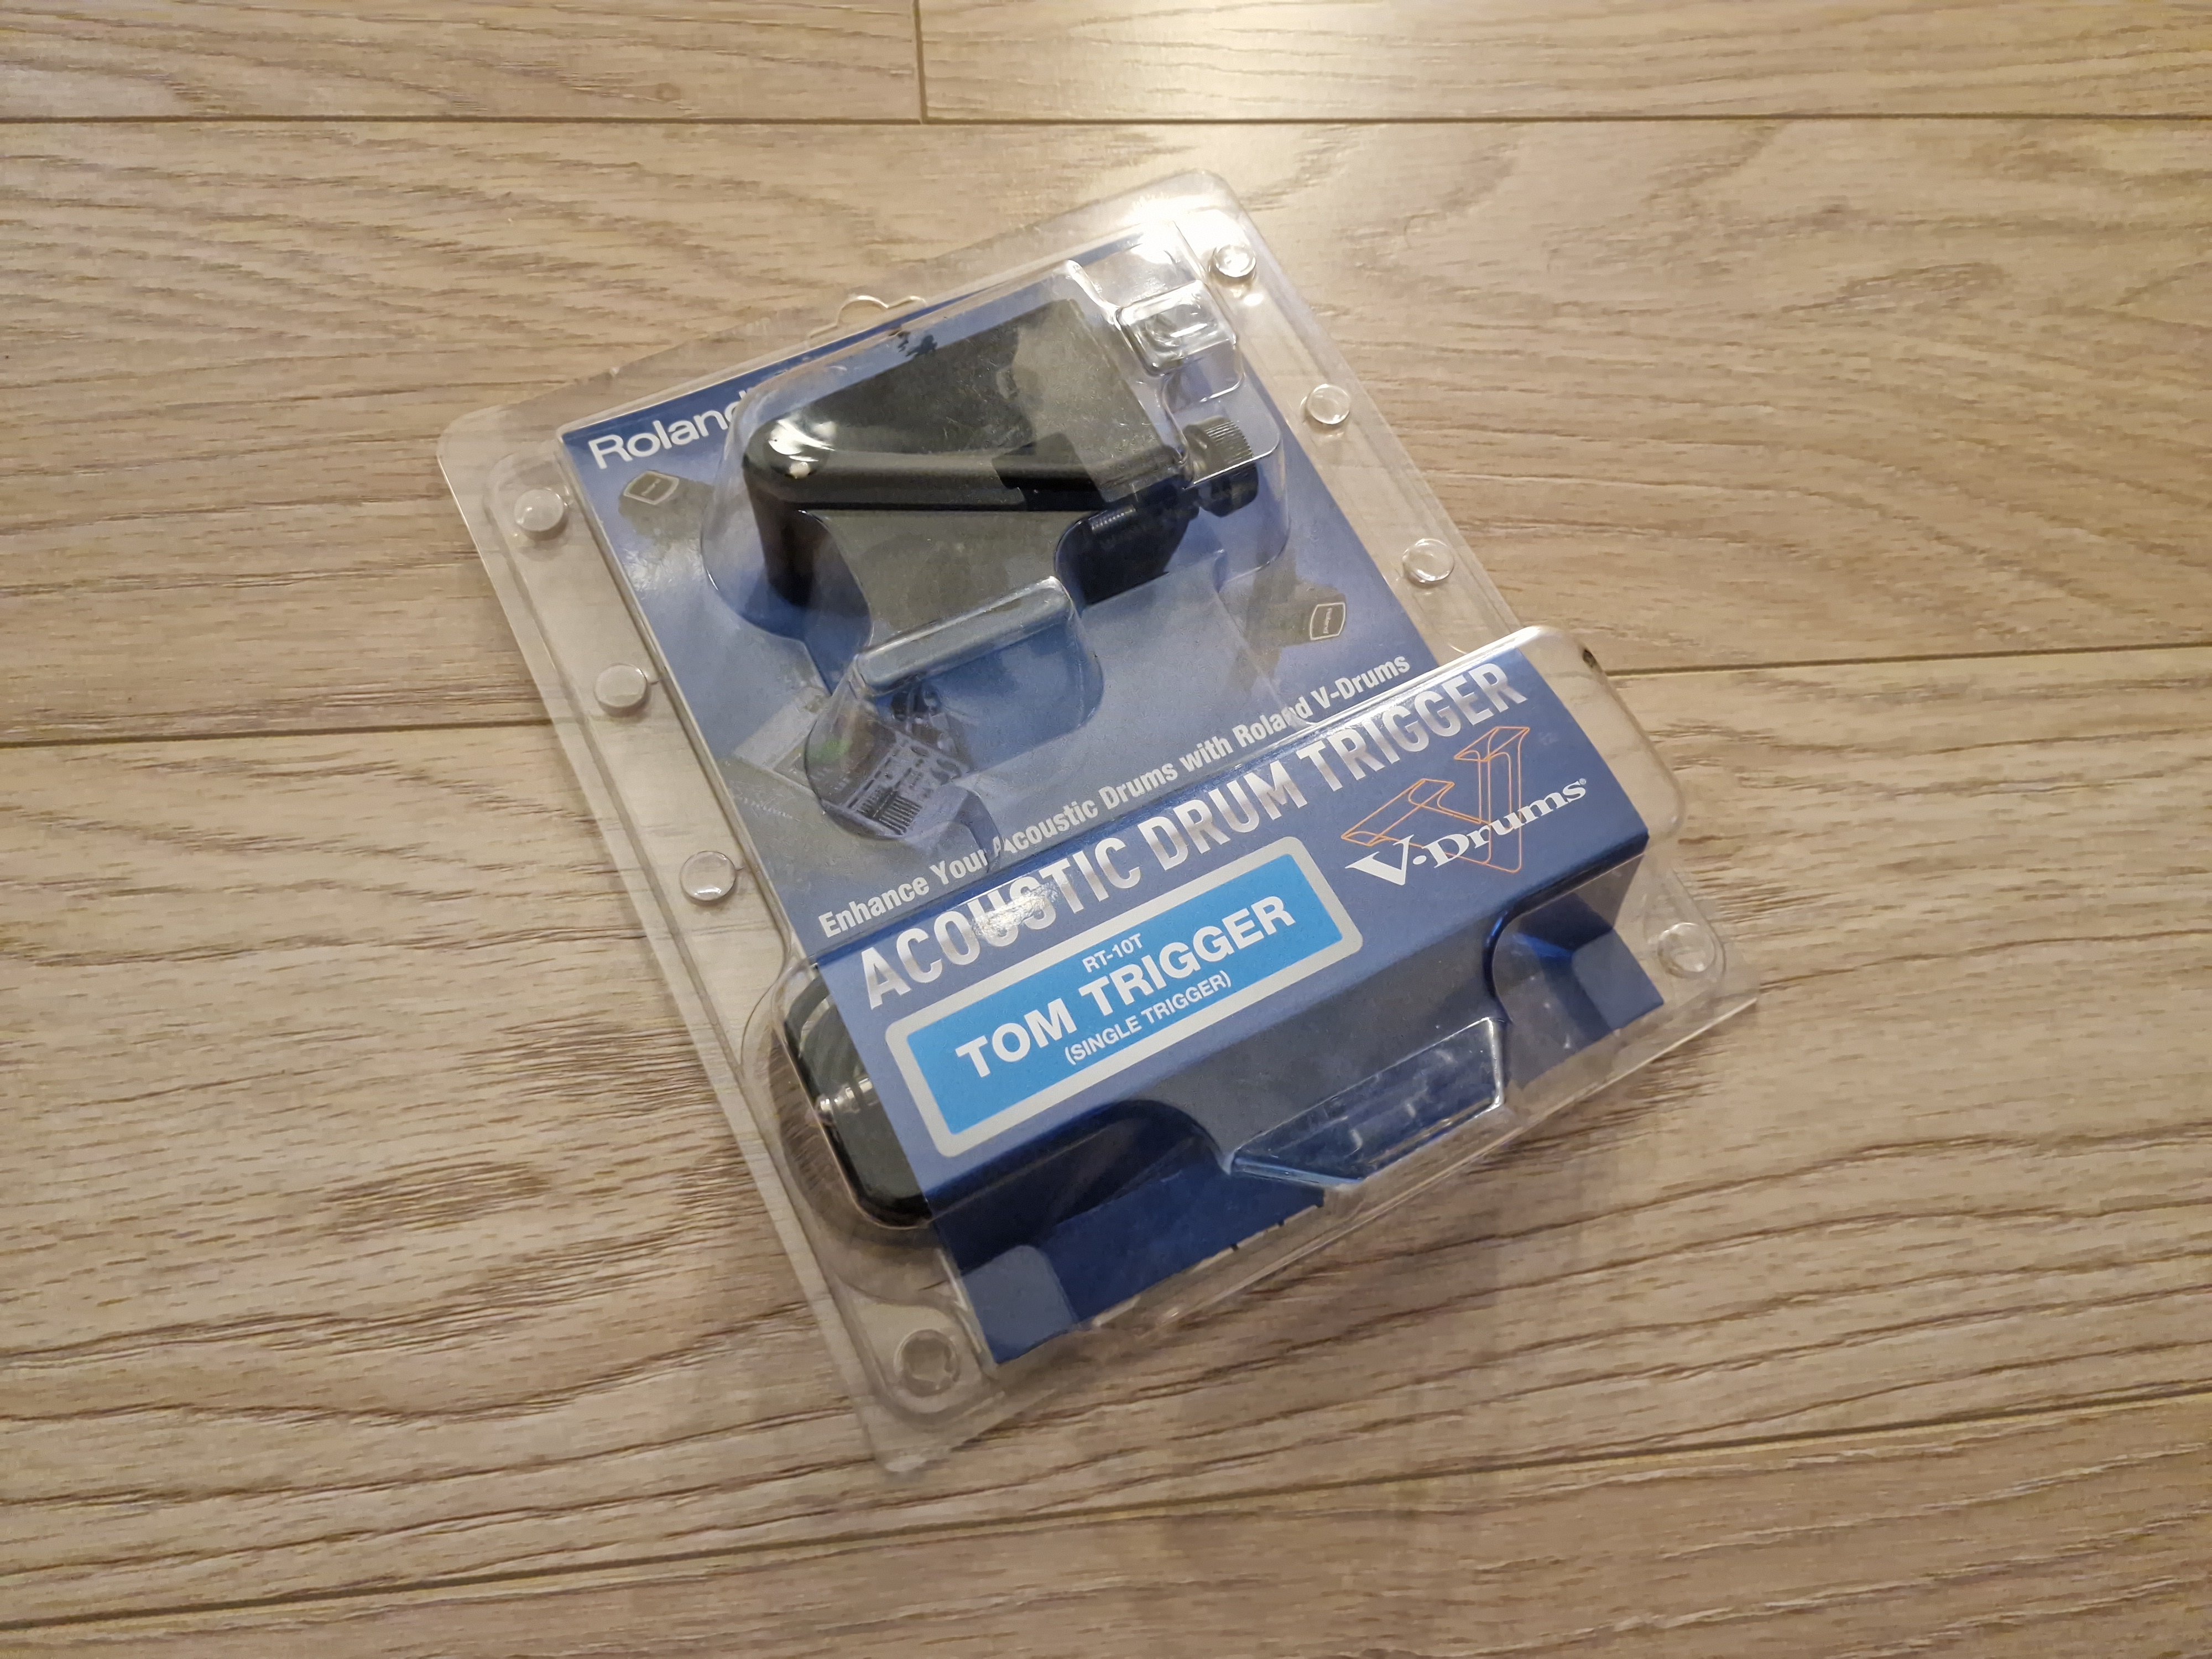 Roland
Enhance Your Acoustic Drums with Roland V-Drums
ACOUSTIC DRUM TRIGGER
V-Drums®
RT-10T
TOM TRIGGER
(SINGLE TRIGGER)